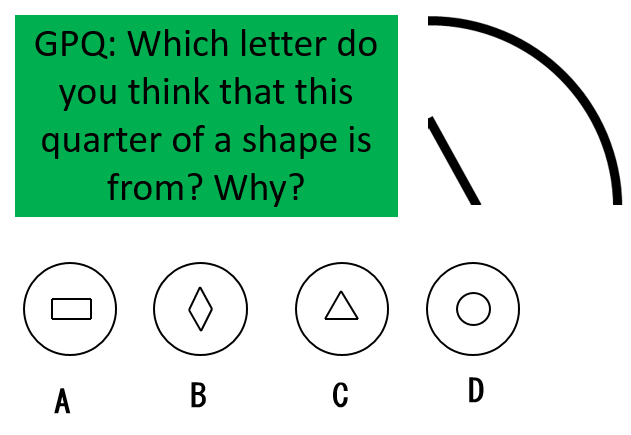 GPQ: Which letter do
you think that this
quarter of a shape is
from? Why?
A B C D